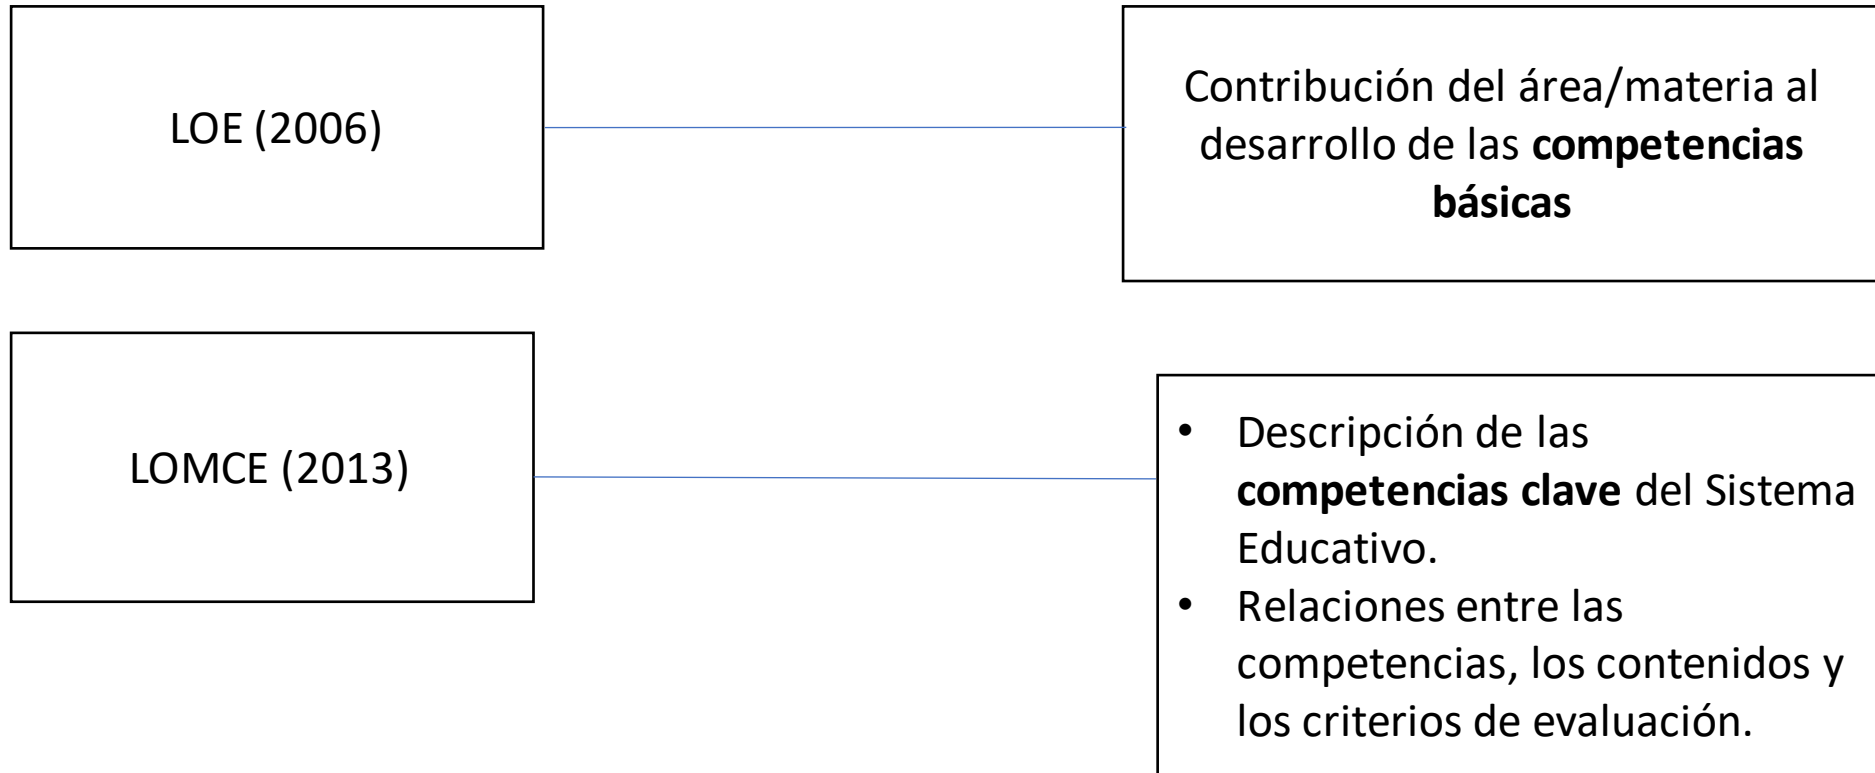 LOE (2006)
Contribución del área/materia al
desarrollo de las competencias
básicas
LOMCE (2013)
• Descripción de las
competencias clave del Sistema
Educativo.
• Relaciones entre las
competencias, los contenidos y
los criterios de evaluación.